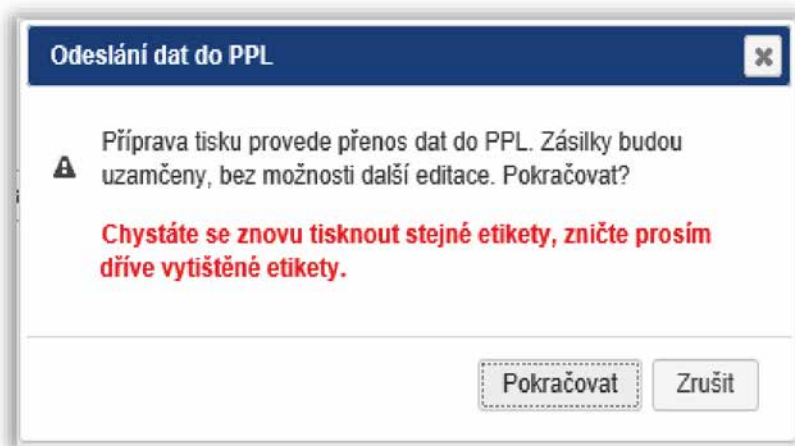 Odeslání dat do PPL
Příprava tisku provede přenos dat do PPL. Zásilky budou
uzamčeny, bez možnosti další editace. Pokračovat?
Chystáte se znovu tisknout stejné etikety, zničte prosím
dříve vytištěné etikety.
Pokračovat
Zrušit